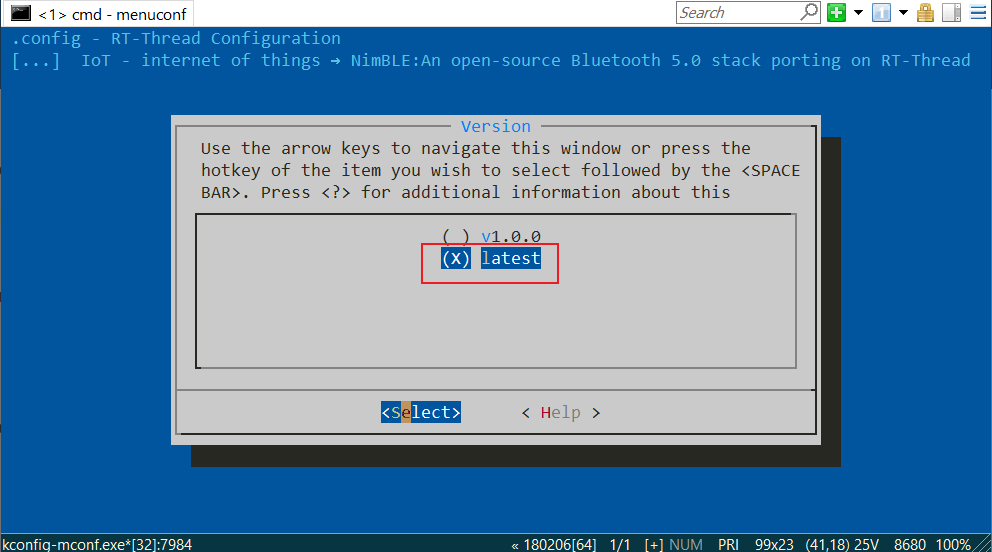 <1> cmd - menuconf
Search
.config - RT-Thread Configuration
[...] IoT - internet of things → NimBLE:An open-source Bluetooth 5.0 stack porting on RT-Thread
Version
Use the arrow keys to navigate this window or press the
hotkey of the item you wish to select followed by the <SPACE
BAR>. Press <?> for additional information about this
( ) v1.0.0
(X) latest
<Select> < Help >
kconfig-mconf.exe*[32]:7984 « 180206[64] 1/1 [+] NUM PRI 99x23 (41,18) 25V 8680 100%